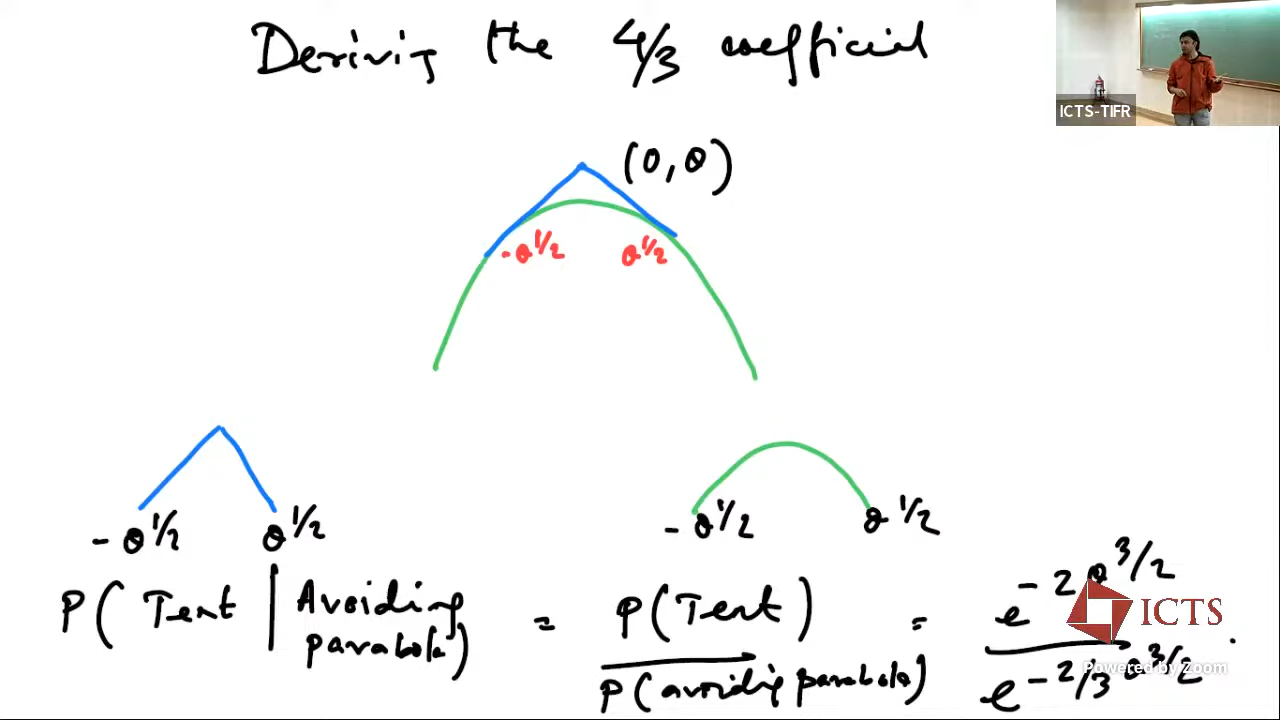 Deriving the 4/3 coefficient
ICTS-TIFR
(0, θ)
-θ^1/2 θ^1/2
-θ^1/2 θ^1/2 -θ^1/2 θ^1/2
P( Tent | Avoiding parabola) = P(Tent) / P(avoiding parabola) = e^-2θ^3/2 / e^-2/3 θ^3/2 .
ICTS
Powered by Zoom